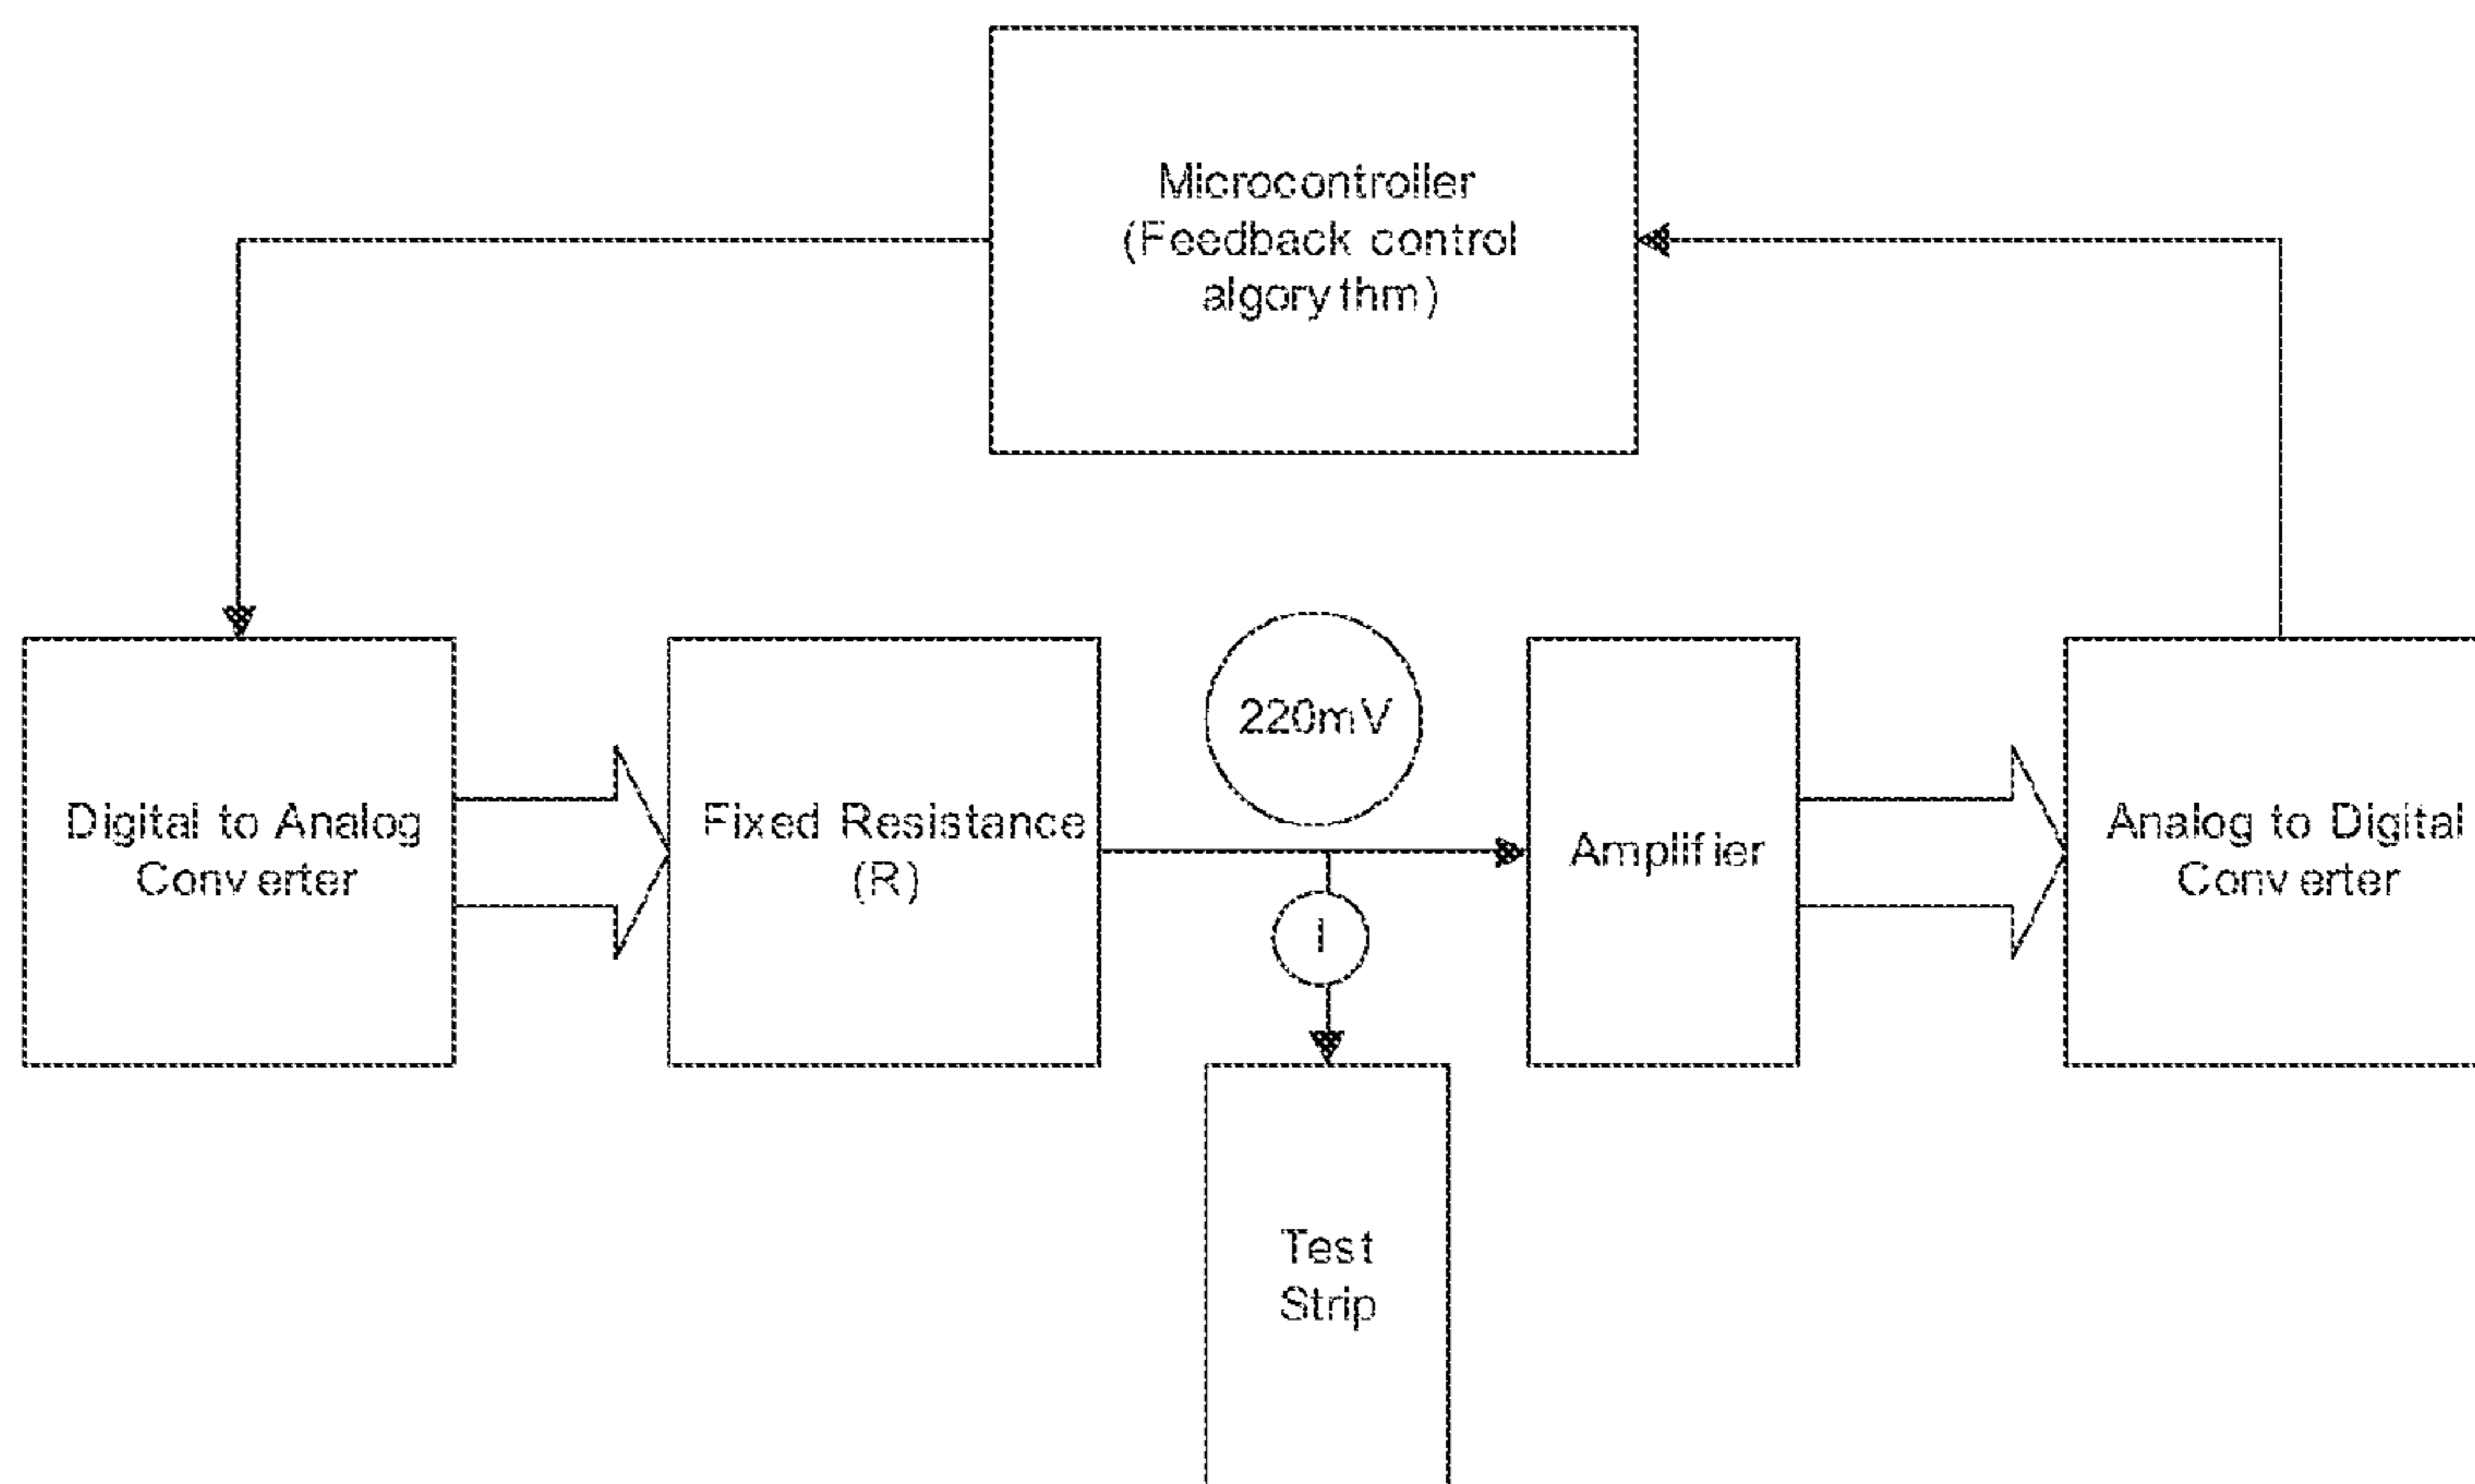 Microcontroller
(Feedback control
algorythm)
220mV
Digital to Analog
Converter
Fixed Resistance
(R)
Amplifier
Analog to Digital
Converter
I
Test
Strip